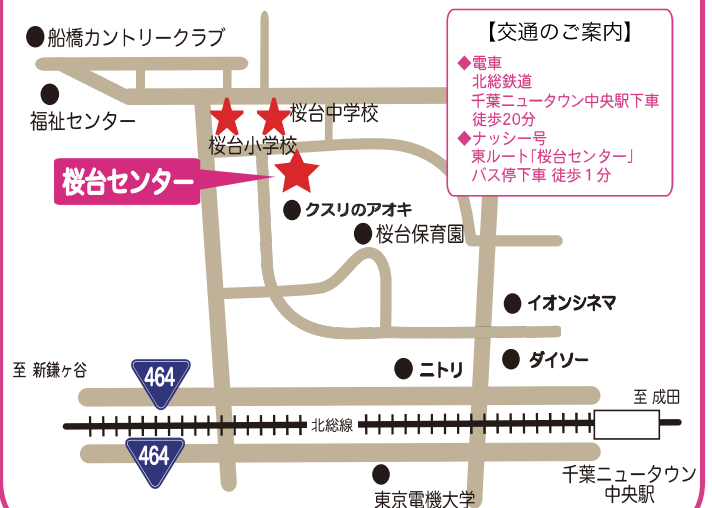 船橋カントリークラブ
福祉センター
桜台中学校
桜台小学校
桜台センター
クスリのアオキ
桜台保育園
【交通のご案内】
◆電車
北総鉄道
千葉ニュータウン中央駅下車
徒歩20分
◆ナッシー号
東ルート「桜台センター」
バス停下車 徒歩1分
イオンシネマ
ダイソー
ニトリ
至 新鎌ヶ谷
464
至 成田
北総線
464
千葉ニュータウン
中央駅
東京電機大学